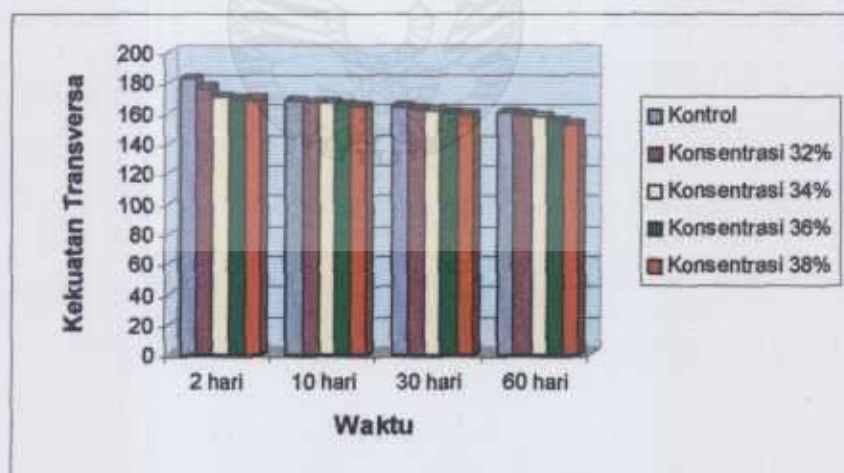 Kekuatan Transversa
200
180
160
140
120
100
80
60
40
20
0
2 hari 10 hari 30 hari 60 hari
Waktu
Kontrol
Konsentrasi 32%
Konsentrasi 34%
Konsentrasi 36%
Konsentrasi 38%